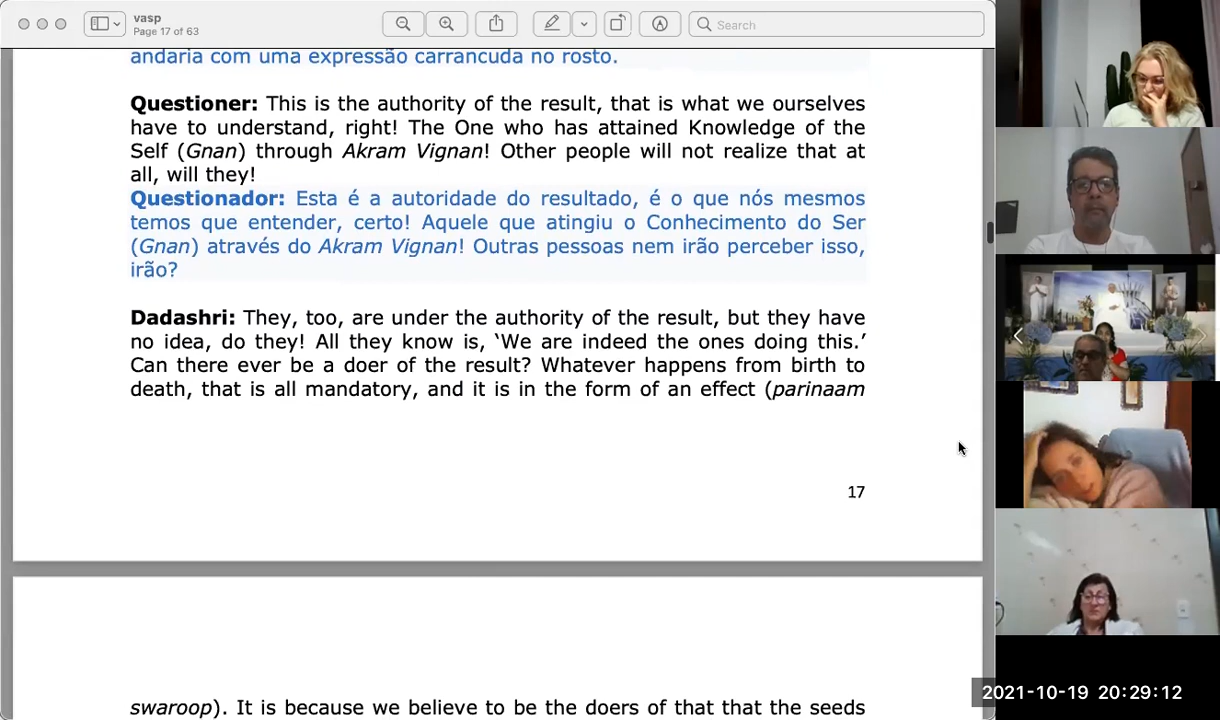 vasp
Page 17 of 63
Search
andaria com uma expressão carrancuda no rosto.
Questioner: This is the authority of the result, that is what we ourselves
have to understand, right! The One who has attained Knowledge of the
Self (Gnan) through Akram Vignan! Other people will not realize that at
all, will they!
Questionador: Esta é a autoridade do resultado, é o que nós mesmos
temos que entender, certo! Aquele que atingiu o Conhecimento do Ser
(Gnan) através do Akram Vignan! Outras pessoas nem irão perceber isso,
irão?
Dadashri: They, too, are under the authority of the result, but they have
no idea, do they! All they know is, ‘We are indeed the ones doing this.’
Can there ever be a doer of the result? Whatever happens from birth to
death, that is all mandatory, and it is in the form of an effect (parinaam
17
swaroop). It is because we believe to be the doers of that that the seeds
2021-10-19 20:29:12